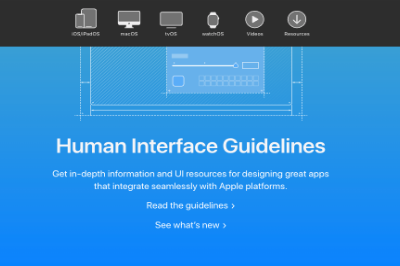 iOS/iPadOS
macOS
tvOS
watchOS
Videos
Resources
Human Interface Guidelines
Get in-depth information and UI resources for designing great apps
that integrate seamlessly with Apple platforms.
Read the guidelines ›
See what's new ›